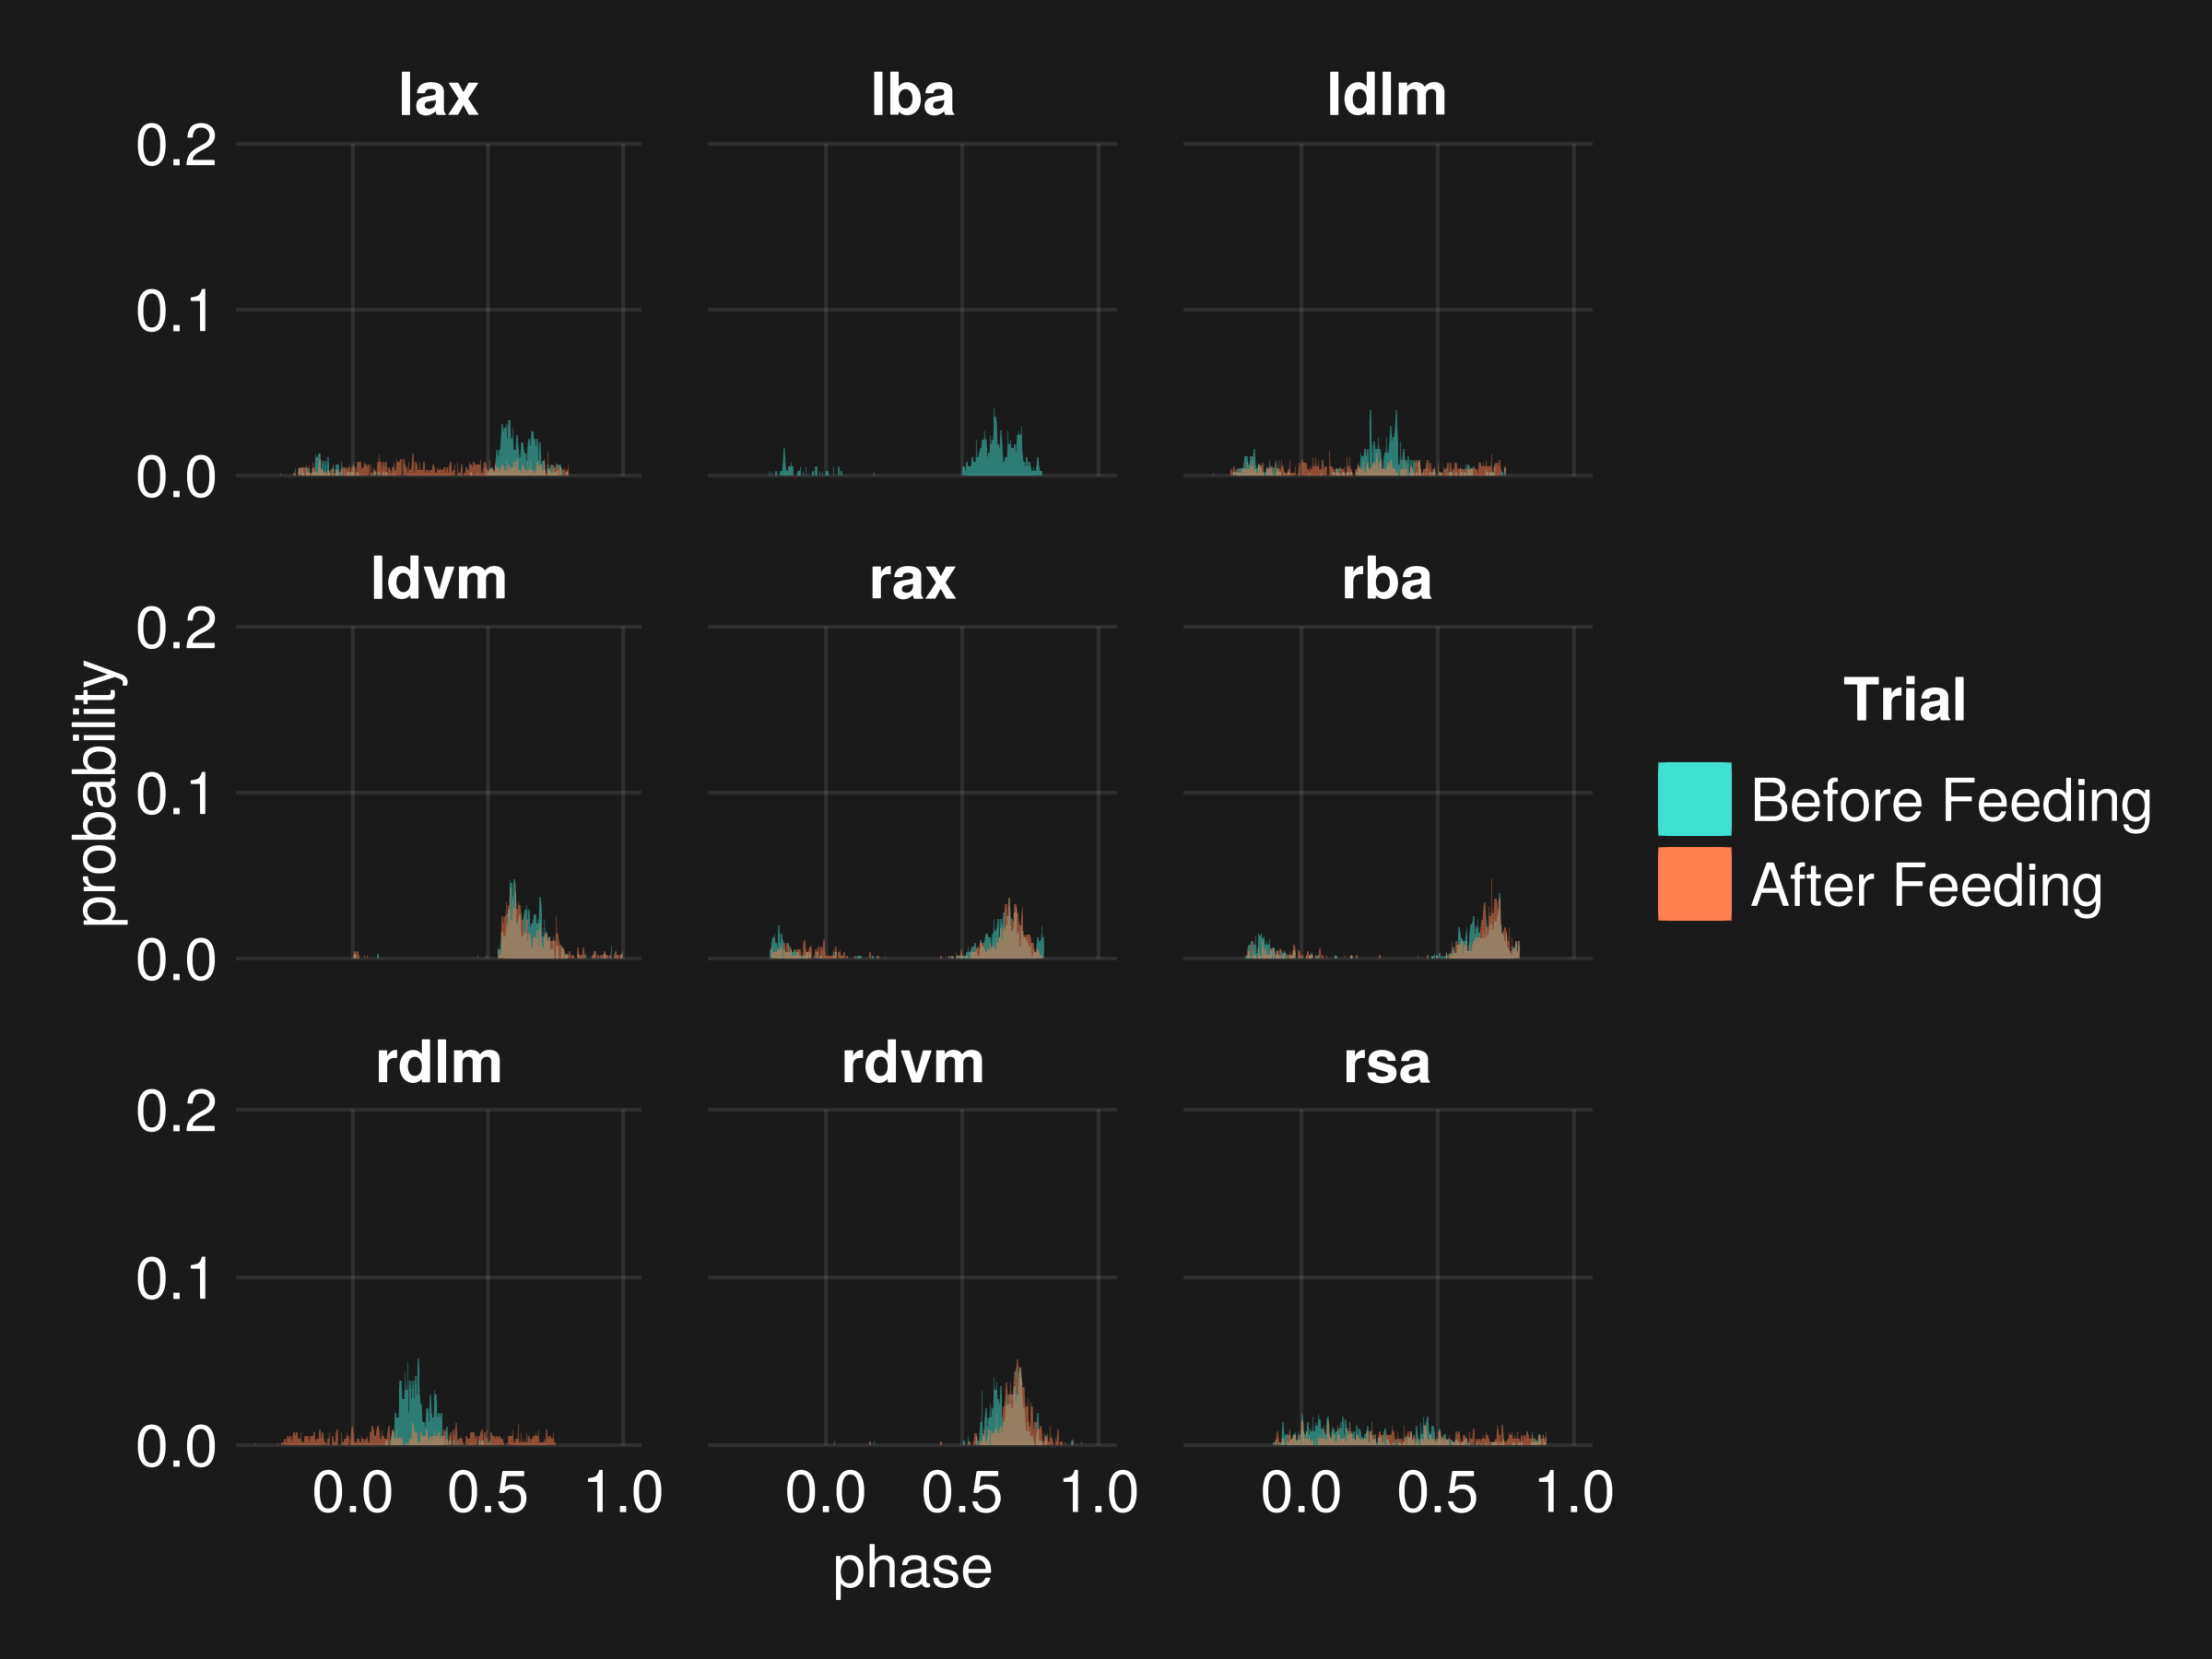 lax lba ldlm
0.2
0.1
0.0
ldvm rax rba
0.2
0.1
0.0
probability
rdlm rdvm rsa
0.2
0.1
0.0
0.0 0.5 1.0 0.0 0.5 1.0 0.0 0.5 1.0
phase
Trial
Before Feeding
After Feeding